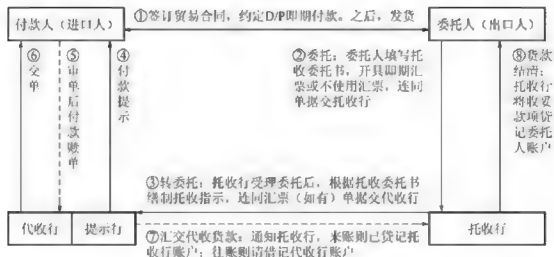 ①签订贸易合同，约定D/P即期付款。之后，发货
付款人（进口人）
委托人（出口人）
⑥交单
⑤审单后付款赎单
④付款提示
②委托：委托人填写托
收委托书，开具即期汇
票或不使用汇票，连同
单据交托收行
⑧货款
结清：
托收行
将收妥
款项贷
记委托
人账户
③转委托：托收行受理委托后，根据托收委托书
缮制托收指示，连同汇票（如有）单据交代收行
代收行
提示行
托收行
⑦汇交代收货款：通知托收行，来账则已贷记托
收行账户；往账则请借记代收行账户